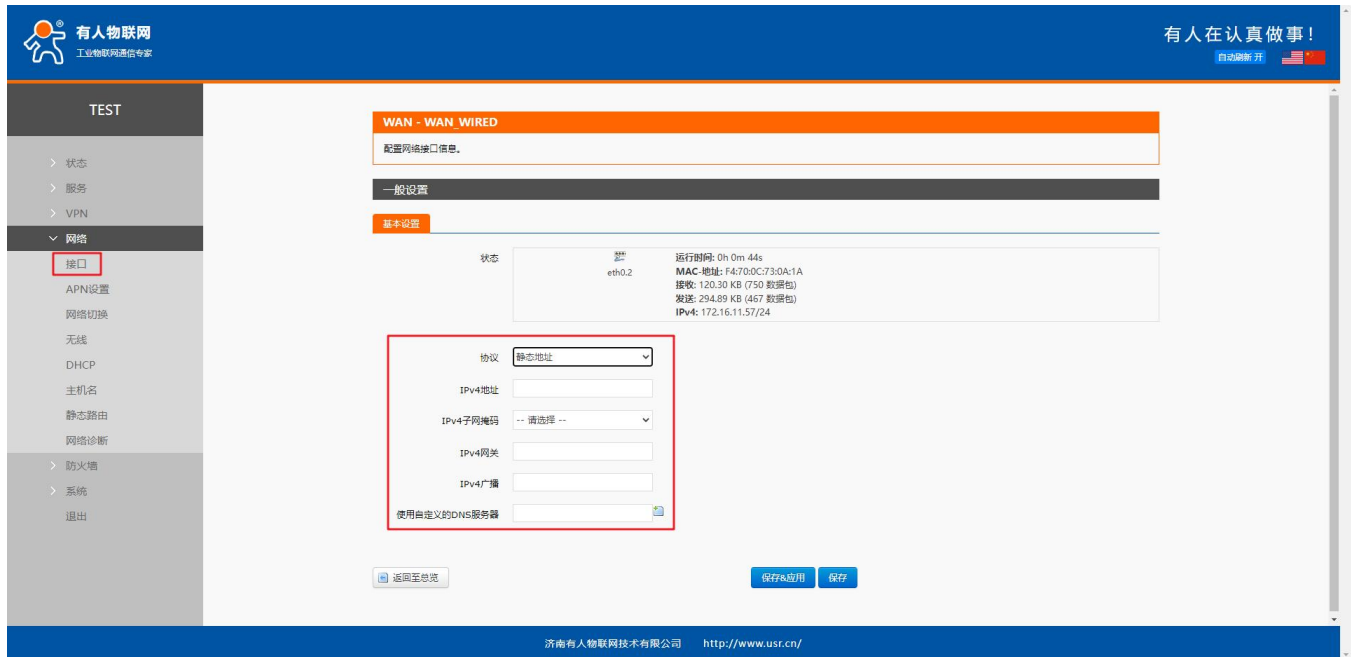 有人物联网
工业物联网通信专家
有人在认真做事!
自动刷新 开
TEST
状态
服务
VPN
网络
接口
APN设置
网络切换
无线
DHCP
主机名
静态路由
网络诊断
防火墙
系统
退出
WAN - WAN_WIRED
配置网络接口信息。
一般设置
基本设置
状态
eth0.2
运行时间: 0h 0m 44s
MAC-地址: F4:70:0C:73:0A:1A
接收: 120.30 KB (750 数据包)
发送: 294.89 KB (467 数据包)
IPv4: 172.16.11.57/24
协议 静态地址
IPv4地址
IPv4子网掩码 -- 请选择 --
IPv4网关
IPv4广播
使用自定义的DNS服务器
返回至总览 保存&应用 保存
济南有人物联网技术有限公司 http://www.usr.cn/